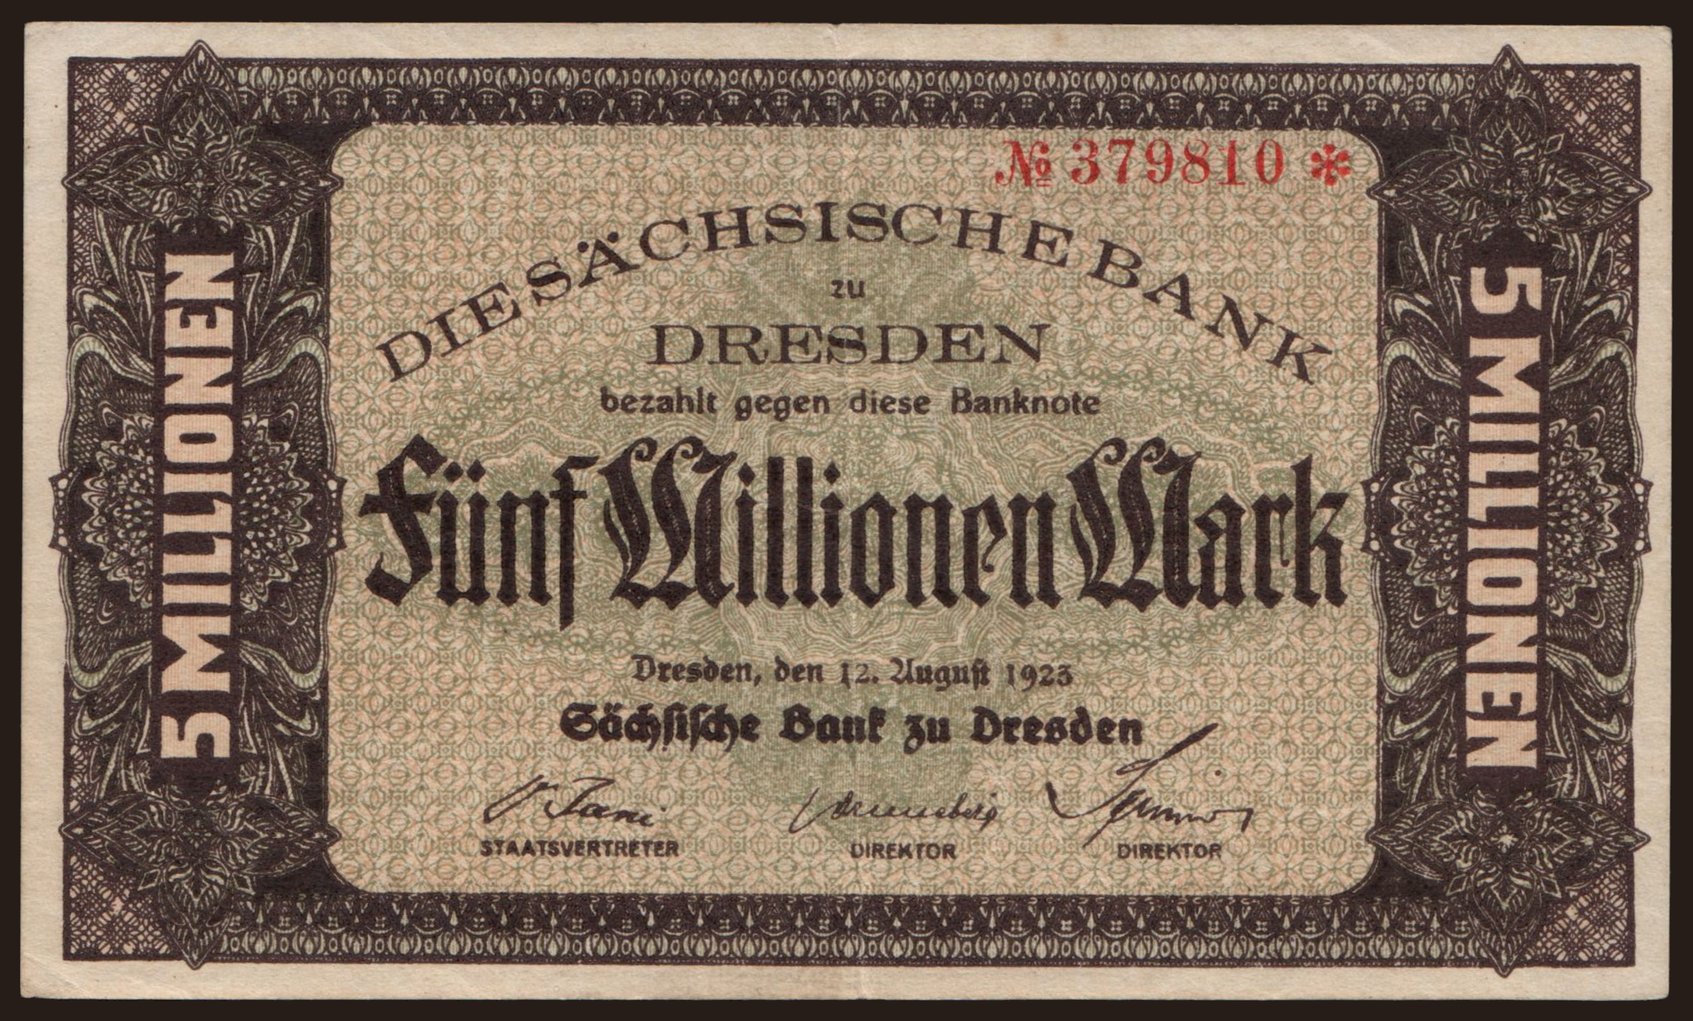 № 379810 *
DIE SÄCHSISCHE BANK
zu
DRESDEN
bezahlt gegen diese Banknote
Fünf Millionen Mark
Dresden, den 12. August 1923
Sächsische Bank zu Dresden
STAATSVERTRETER DIREKTOR DIREKTOR
5 MILLIONEN
5 MILLIONEN